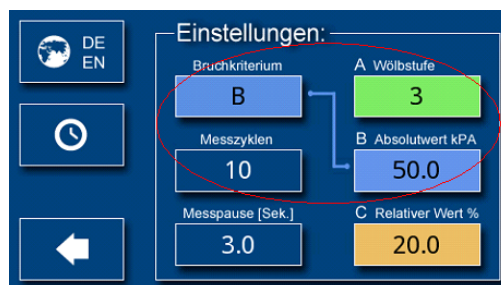 DE
EN
Einstellungen:
Bruchkriterium
A Wölbstufe
B
3
Messzyklen
B Absolutwert kPA
10
50.0
Messpause [Sek.]
C Relativer Wert %
3.0
20.0